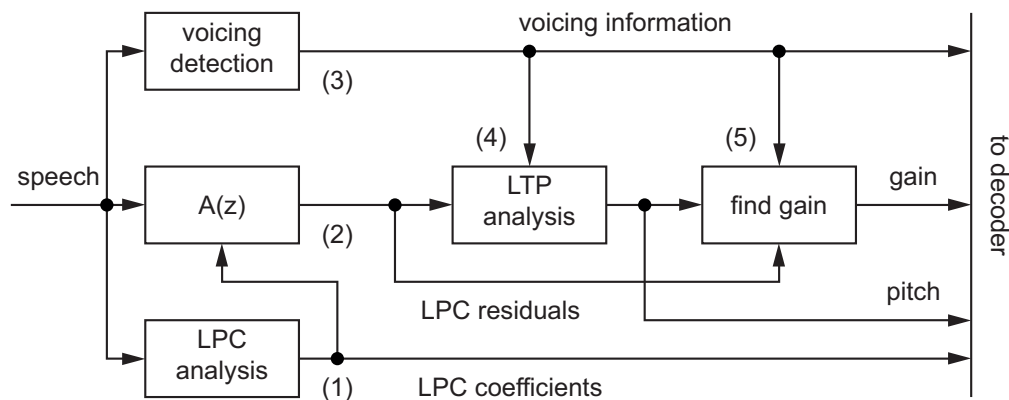 voicing
detection
voicing information
(3)
(4)
(5)
to decoder
speech
A(z)
LTP
analysis
find gain
gain
(2)
LPC residuals
pitch
LPC
analysis
(1)
LPC coefficients